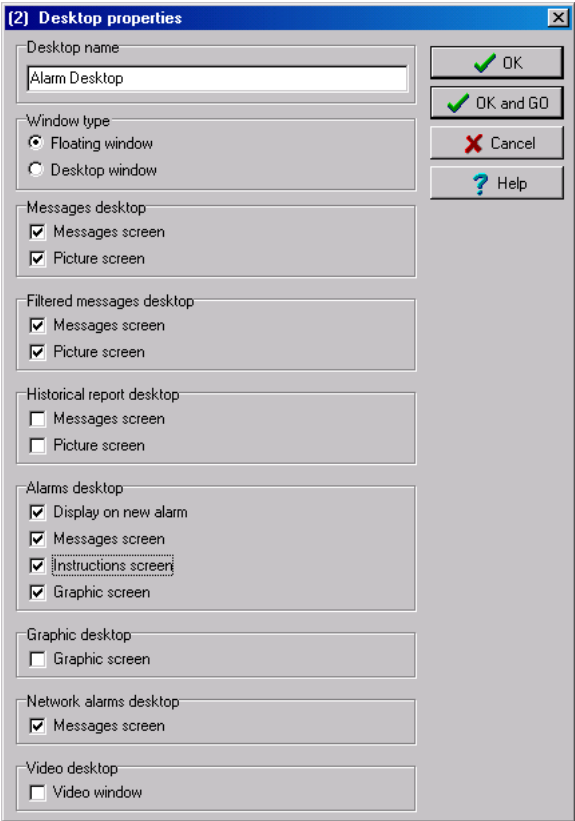 (2) Desktop properties
Desktop name
Alarm Desktop
OK
OK and GO
Cancel
Help
Window type
Floating window
Desktop window
Messages desktop
Messages screen
Picture screen
Filtered messages desktop
Messages screen
Picture screen
Historical report desktop
Messages screen
Picture screen
Alarms desktop
Display on new alarm
Messages screen
Instructions screen
Graphic screen
Graphic desktop
Graphic screen
Network alarms desktop
Messages screen
Video desktop
Video window